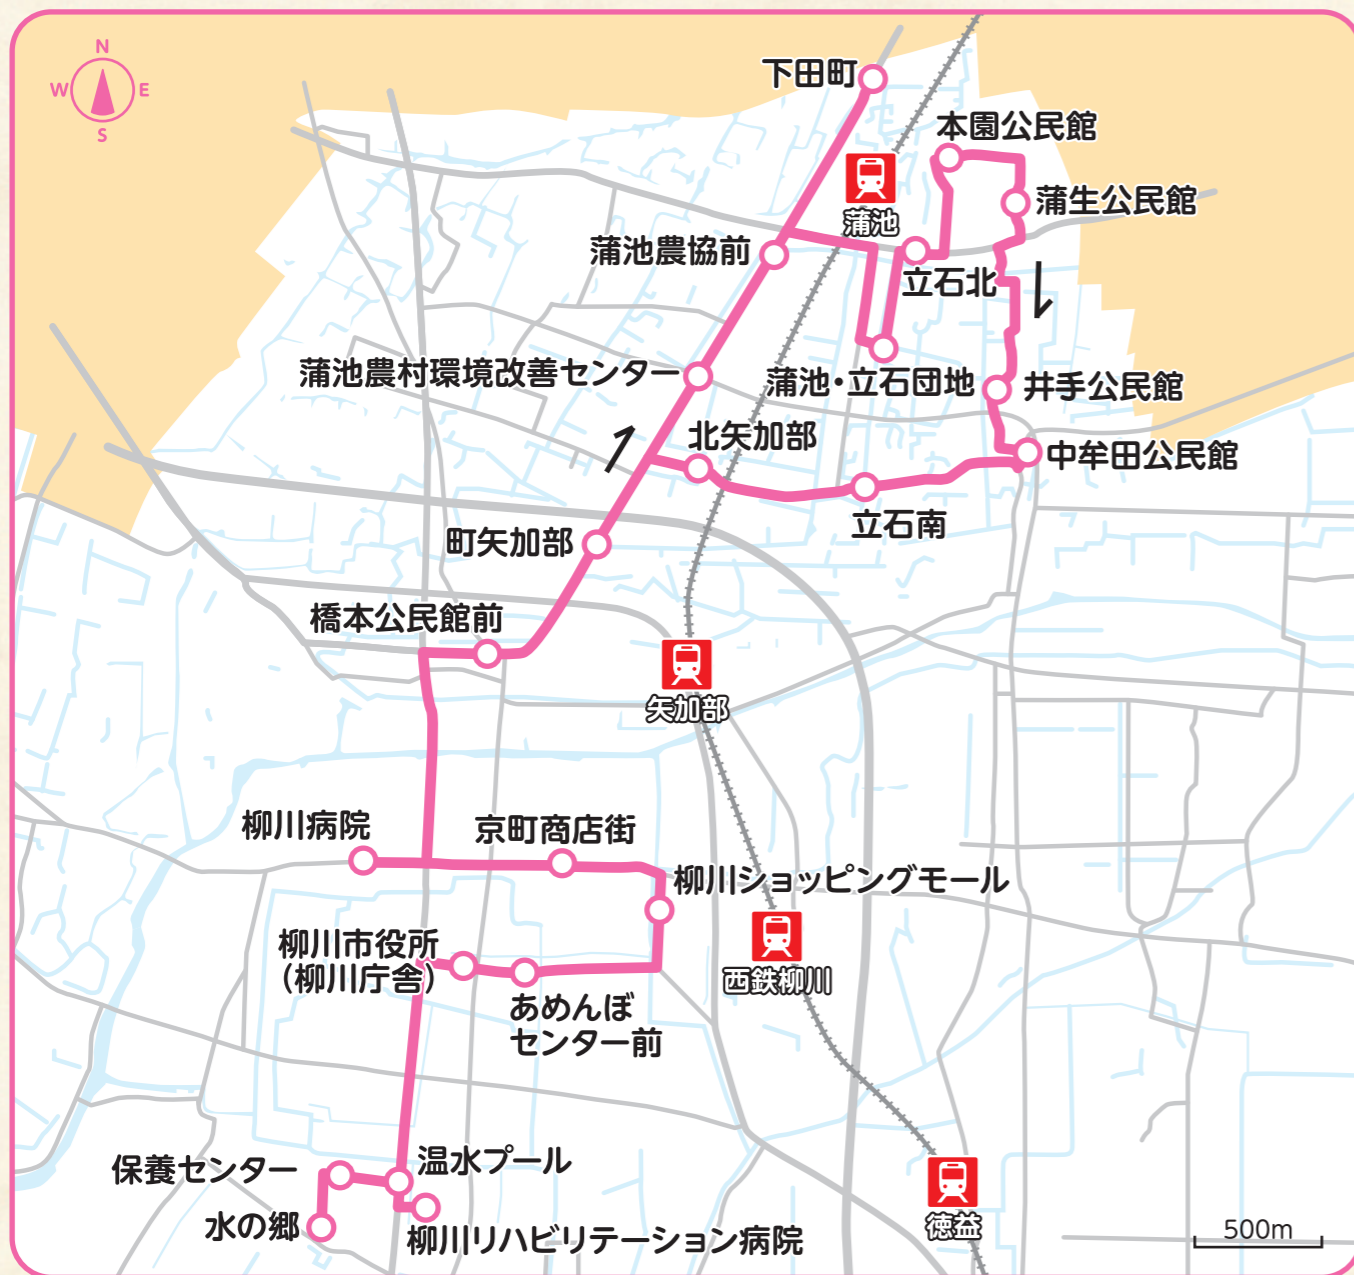 N
W E
S
下田町
本園公民館
蒲池
蒲生公民館
蒲池農協前
立石北
蒲池農村環境改善センター
蒲池・立石団地
井手公民館
北矢加部
中牟田公民館
立石南
町矢加部
橋本公民館前
矢加部
柳川病院
京町商店街
柳川ショッピングモール
柳川市役所
（柳川庁舎）
西鉄柳川
あめんぼ
センター前
保養センター
温水プール
水の郷
柳川リハビリテーション病院
徳益
500m